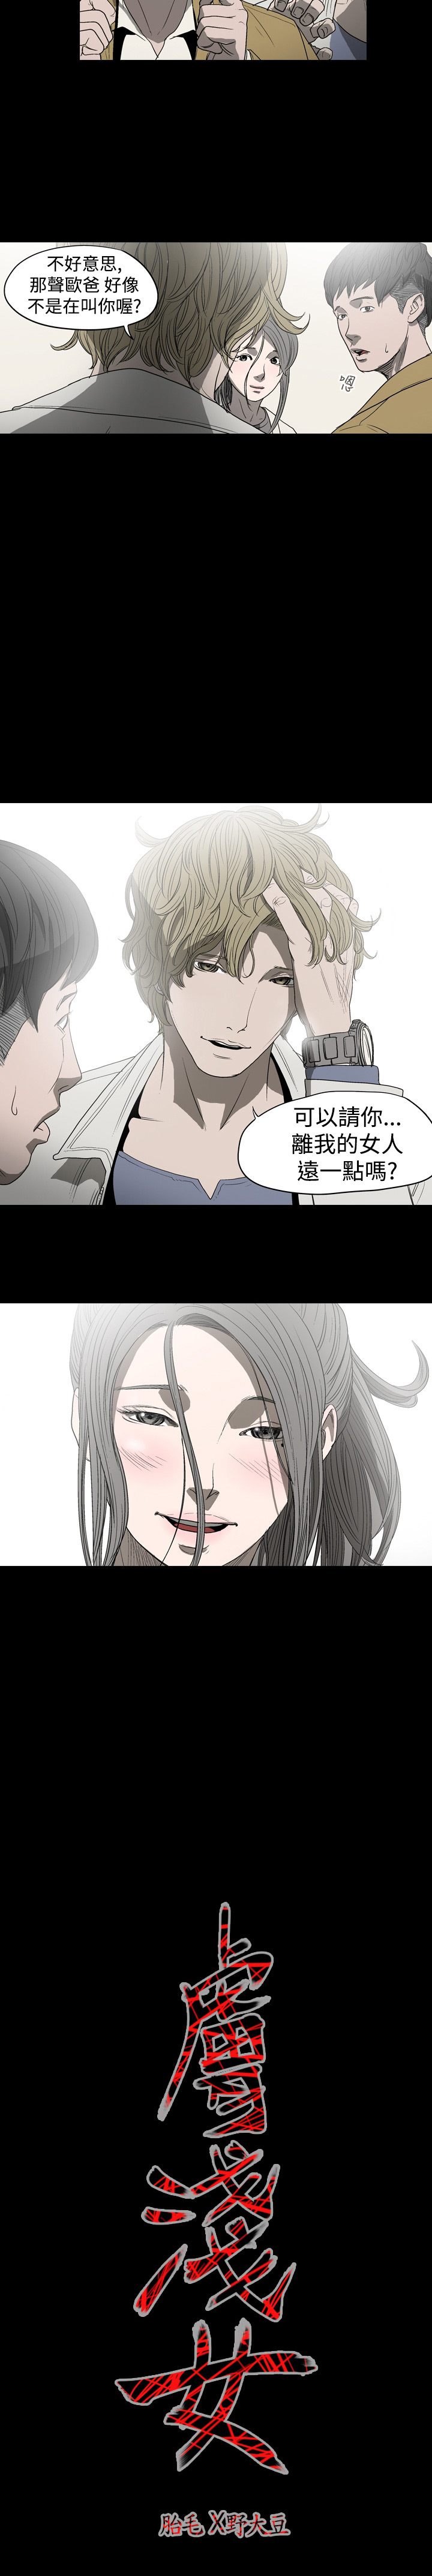 不好意思,
那聲歐爸 好像
不是在叫你喔?
嗯
可以請你...
離我的女人
遠一點嗎?
膚淺女
胎毛 X野大豆